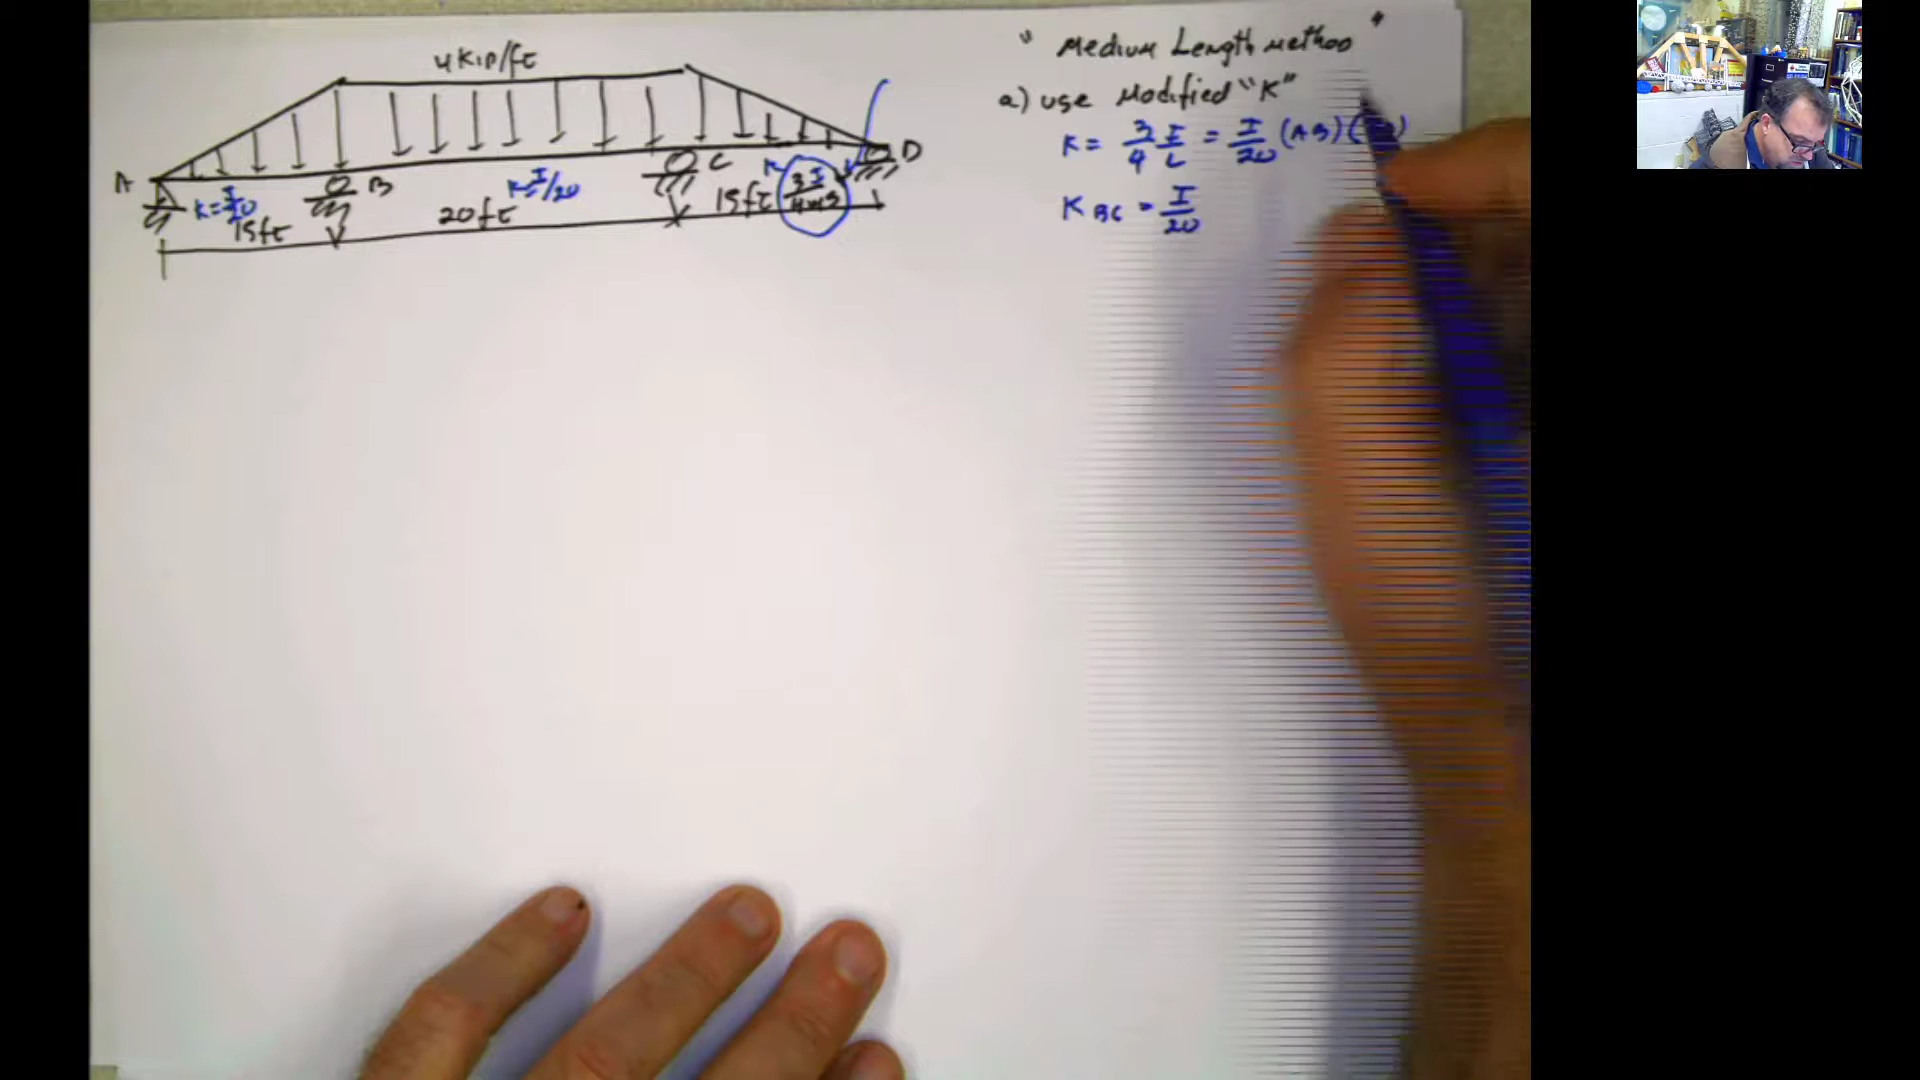 4 KIP/ft
A
B
C
D
K = I/20
15ft
20ft
K = I/20
15ft
K
3 I
4 15
" Medium Length method "
a) use Modified "K"
K = 3/4 I/L = I/20 (AB)(
K BC = I/20